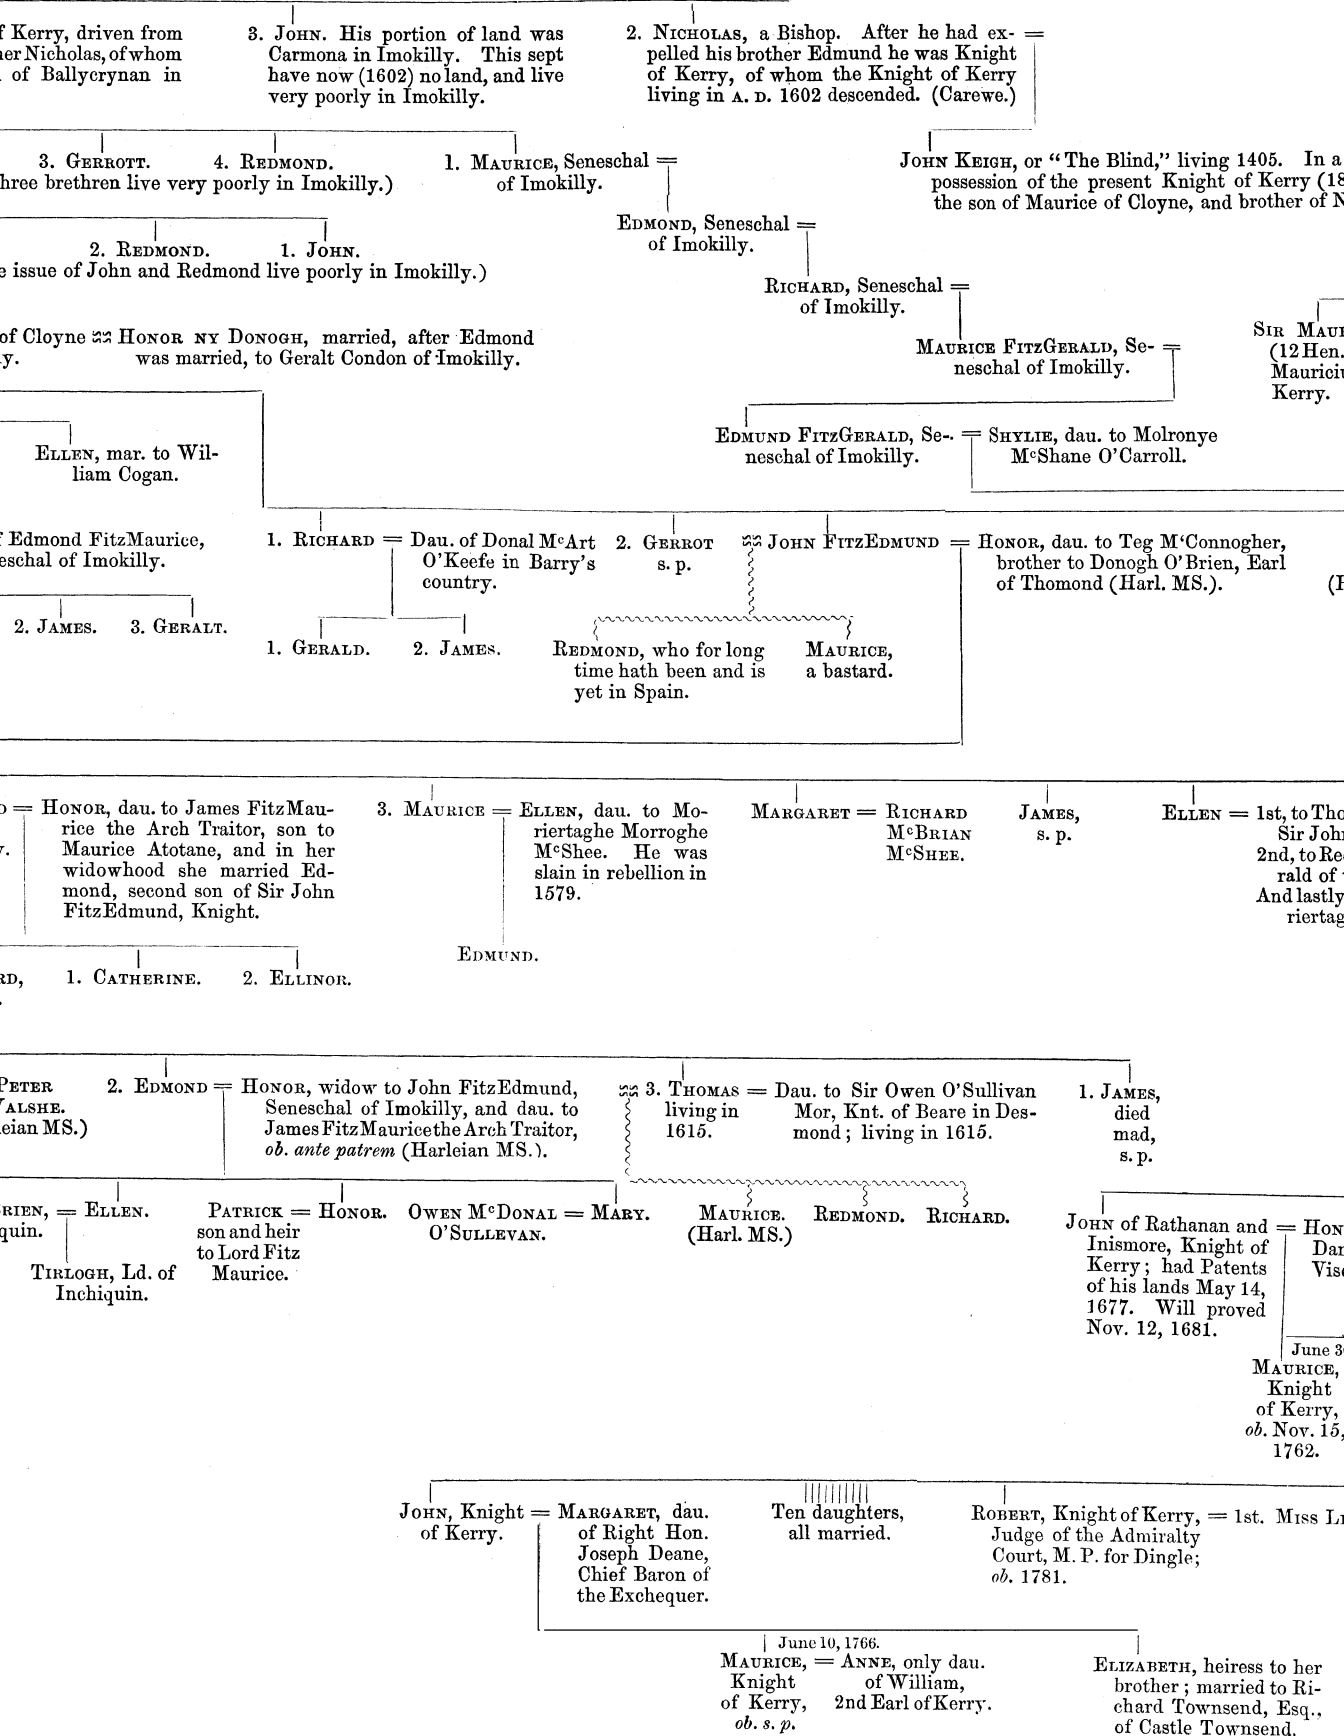 f Kerry, driven from
er Nicholas, of whom
of Ballycrynan in
3. JOHN. His portion of land was
Carmona in Imokilly. This sept
have now (1602) no land, and live
very poorly in Imokilly.
2. NICHOLAS, a Bishop. After he had ex- =
pelled his brother Edmund he was Knight
of Kerry, of whom the Knight of Kerry
living in A. D. 1602 descended. (Carewe.)
3. GERROTT. 4. REDMOND.
hree brethren live very poorly in Imokilly.)
1. MAURICE, Seneschal =
of Imokilly.
JOHN KEIGH, or “The Blind,” living 1405. In a
possession of the present Knight of Kerry (18
the son of Maurice of Cloyne, and brother of N
EDMOND, Seneschal =
of Imokilly.
2. REDMOND. 1. JOHN.
e issue of John and Redmond live poorly in Imokilly.)
RICHARD, Seneschal =
of Imokilly.
of Cloyne ≈ HONOR NY DONOGH, married, after Edmond
y. was married, to Geralt Condon of Imokilly.
MAURICE FITZGERALD, Se- =
neschal of Imokilly.
SIR MAU
(12 Hen.
Mauriciu
Kerry.
ELLEN, mar. to Wil-
liam Cogan.
EDMUND FITZGERALD, Se- = SHYLIE, dau. to Molronye
neschal of Imokilly. McShane O'Carroll.
f Edmond FitzMaurice,
eschal of Imokilly.
1. RICHARD = Dau. of Donal McArt
O'Keefe in Barry's
country.
2. GERROT
s. p.
≈ JOHN FITZEDMUND = HONOR, dau. to Teg M‘Connogher,
brother to Donogh O'Brien, Earl
of Thomond (Harl. MS.).
2. JAMES. 3. GERALT.
1. GERALD. 2. JAMES.
REDMOND, who for long
time hath been and is
yet in Spain.
MAURICE,
a bastard.
= HONOR, dau. to James FitzMau-
rice the Arch Traitor, son to
Maurice Atotane, and in her
widowhood she married Ed-
mond, second son of Sir John
FitzEdmund, Knight.
3. MAURICE = ELLEN, dau. to Mo-
riertaghe Morroghe
McShee. He was
slain in rebellion in
1579.
MARGARET = RICHARD
McBRIAN
McSHEE.
JAMES,
s. p.
ELLEN = 1st, to Tho
Sir Joh
2nd, to Re
rald of
And lastly
riertag
EDMUND.
RD, 1. CATHERINE. 2. ELLINOR.
PETER
ALSHE.
eian MS.)
2. EDMOND = HONOR, widow to John FitzEdmund,
Seneschal of Imokilly, and dau. to
James FitzMaurice the Arch Traitor,
ob. ante patrem (Harleian MS.).
≈ 3. THOMAS = Dau. to Sir Owen O'Sullivan
living in Mor, Knt. of Beare in Des-
1615. mond; living in 1615.
1. JAMES,
died
mad,
s. p.
RIEN, = ELLEN.
quin.
PATRICK = HONOR.
son and heir
to Lord Fitz
Maurice.
OWEN McDONAL = MARY.
O'SULLEVAN.
MAURICE. REDMOND. RICHARD.
(Harl. MS.)
TIRLOGH, Ld. of
Inchiquin.
JOHN of Rathanan and = HON
Inismore, Knight of Dar
Kerry; had Patents Visc
of his lands May 14,
1677. Will proved
Nov. 12, 1681.
June 3
MAURICE,
Knight
of Kerry,
ob. Nov. 15,
1762.
JOHN, Knight = MARGARET, dau.
of Kerry. of Right Hon.
Joseph Deane,
Chief Baron of
the Exchequer.
Ten daughters,
all married.
ROBERT, Knight of Kerry, = 1st. MISS L
Judge of the Admiralty
Court, M. P. for Dingle;
ob. 1781.
June 10, 1766.
MAURICE, = ANNE, only dau.
Knight of William,
of Kerry, 2nd Earl of Kerry.
ob. s. p.
ELIZABETH, heiress to her
brother; married to Ri-
chard Townsend, Esq.,
of Castle Townsend.